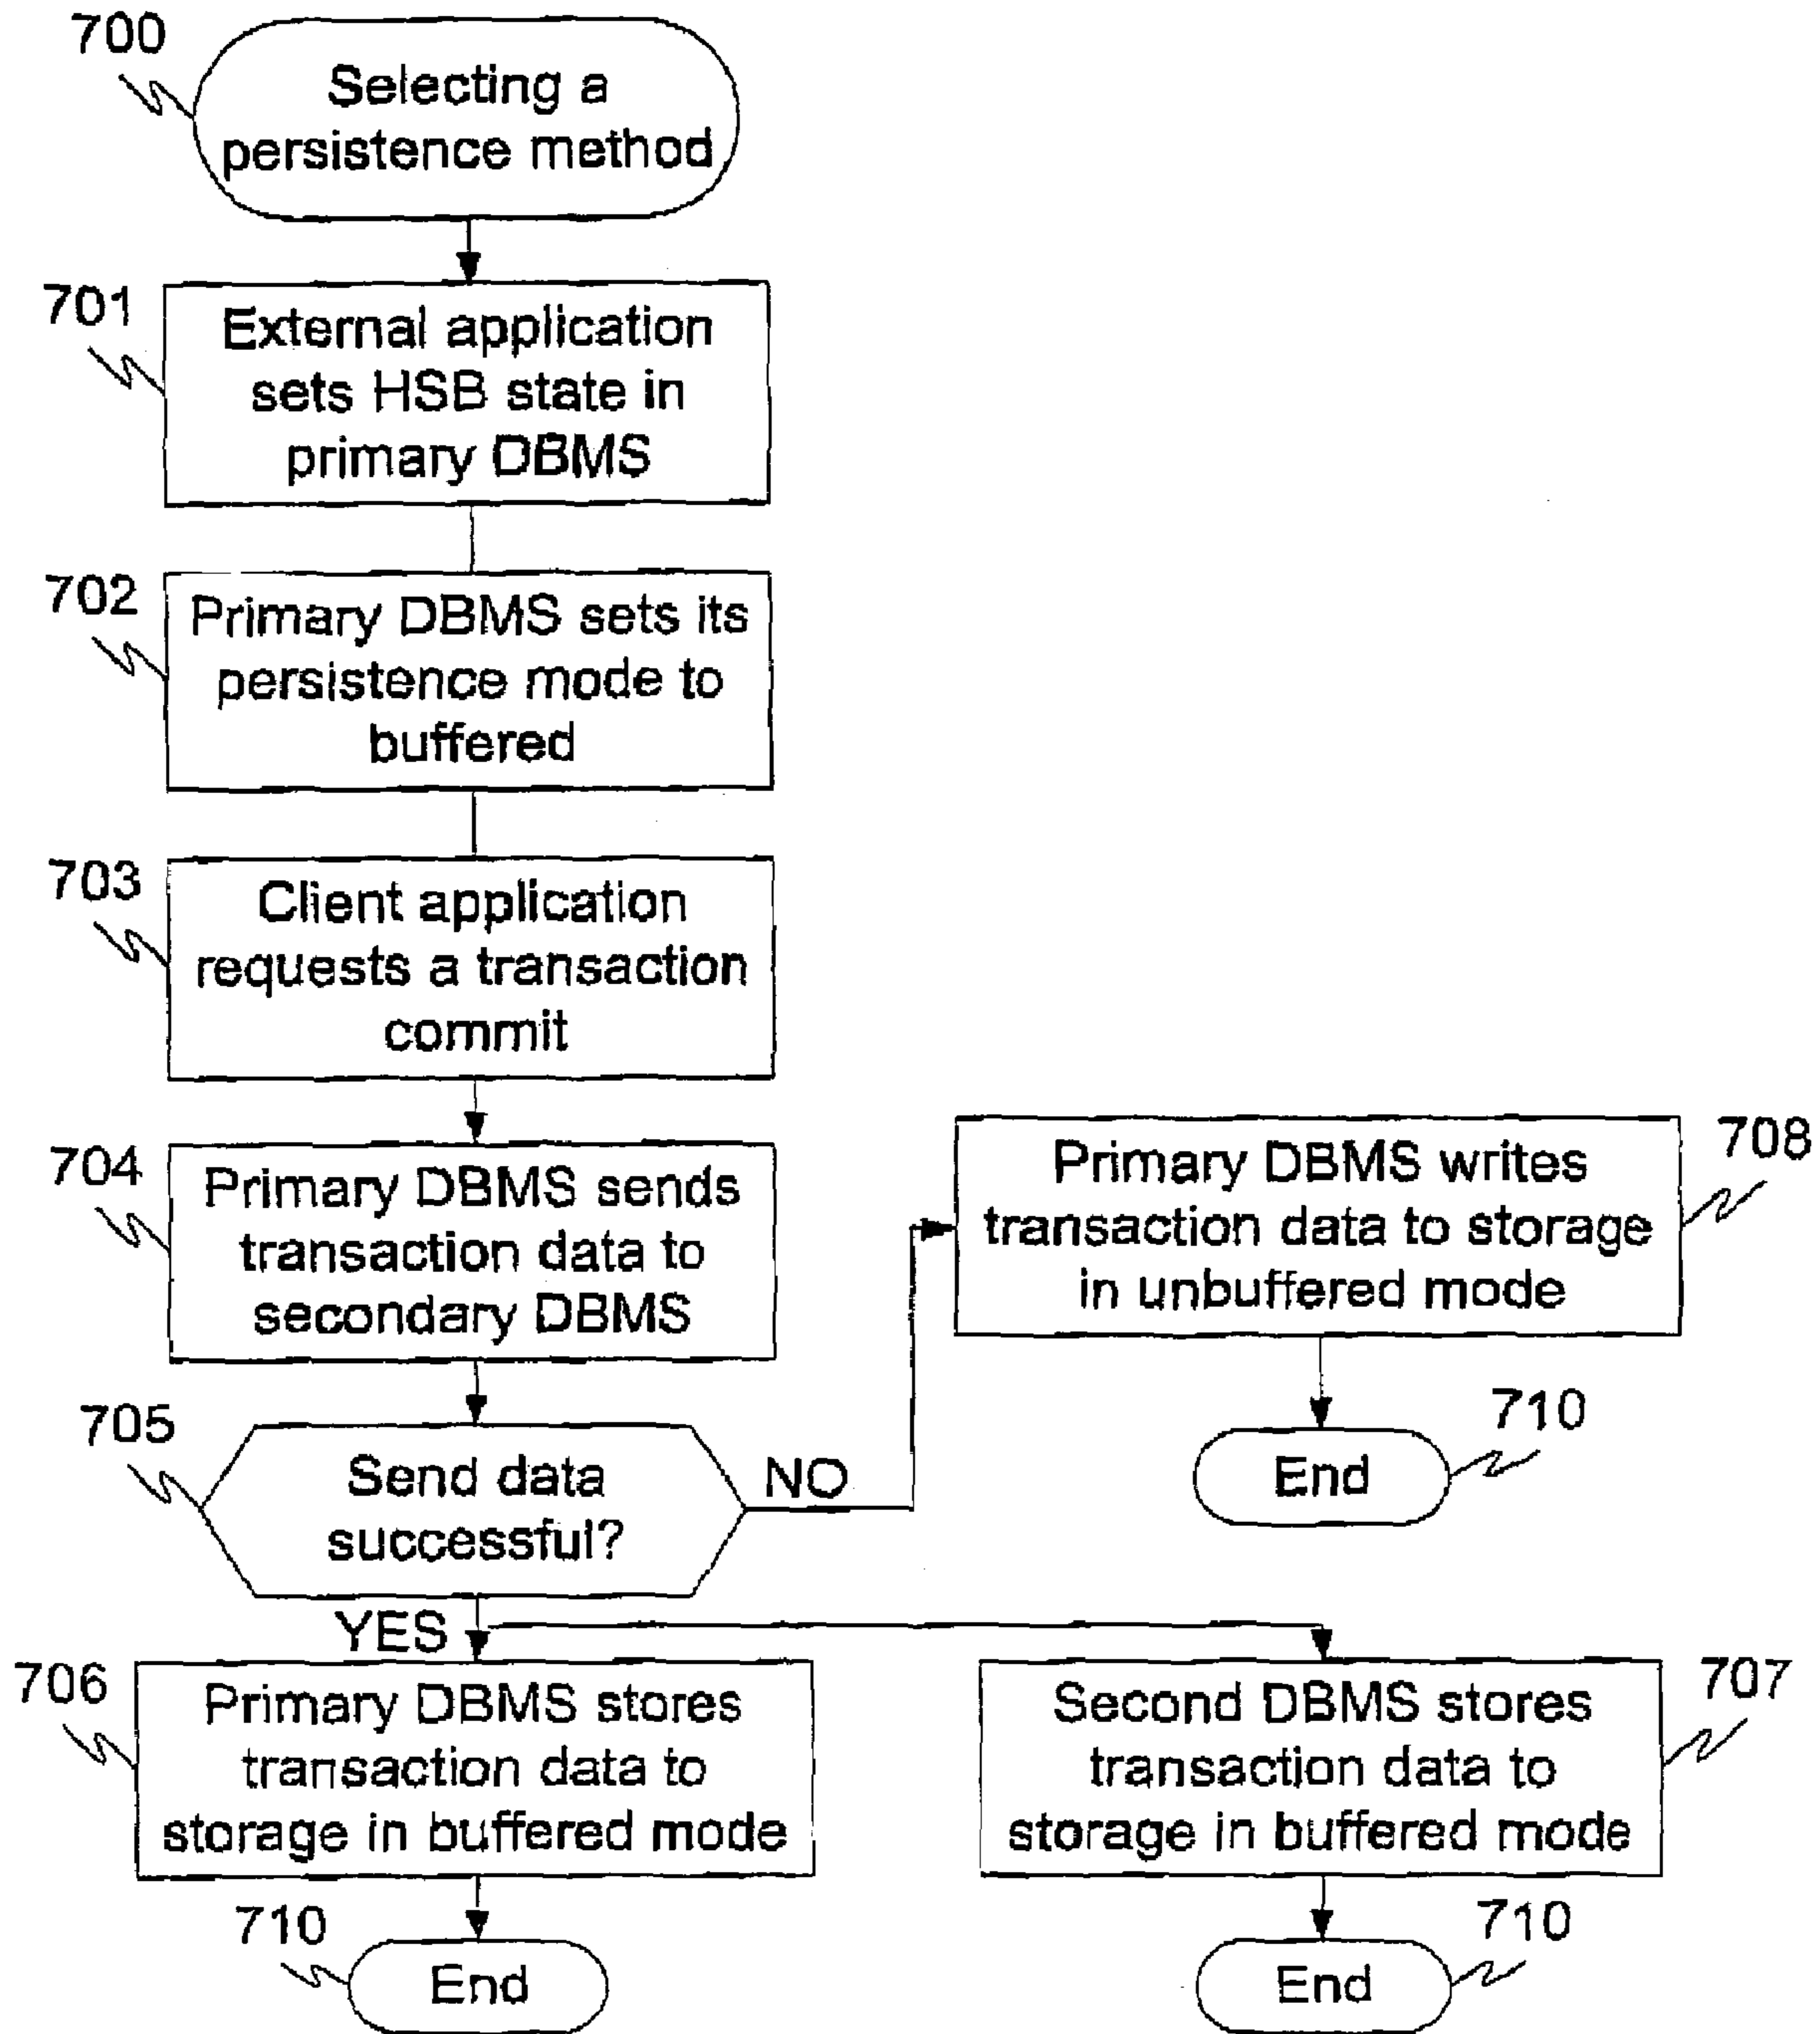 700
Selecting a
persistence method
701
External application
sets HSB state in
primary DBMS
702
Primary DBMS sets its
persistence mode to
buffered
703
Client application
requests a transaction
commit
704
Primary DBMS sends
transaction data to
secondary DBMS
708
Primary DBMS writes
transaction data to storage
in unbuffered mode
710
End
705
Send data
successful?
NO
YES
706
Primary DBMS stores
transaction data to
storage in buffered mode
707
Second DBMS stores
transaction data to
storage in buffered mode
710
End
710
End